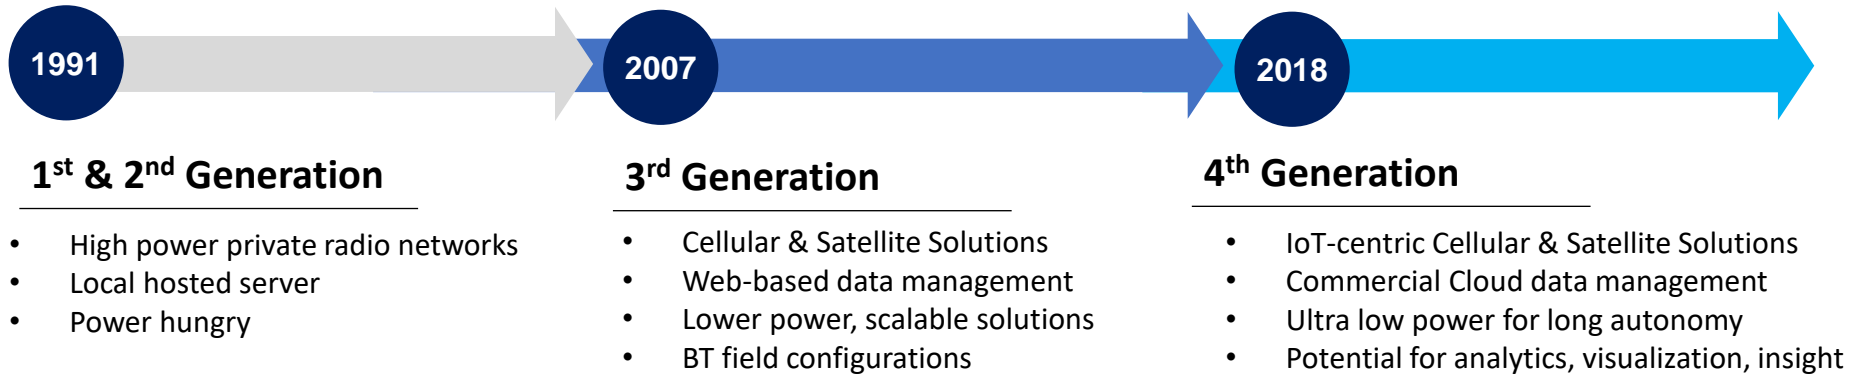 1991
2007
2018
1st & 2nd Generation
• High power private radio networks
• Local hosted server
• Power hungry
3rd Generation
• Cellular & Satellite Solutions
• Web-based data management
• Lower power, scalable solutions
• BT field configurations
4th Generation
• IoT-centric Cellular & Satellite Solutions
• Commercial Cloud data management
• Ultra low power for long autonomy
• Potential for analytics, visualization, insight